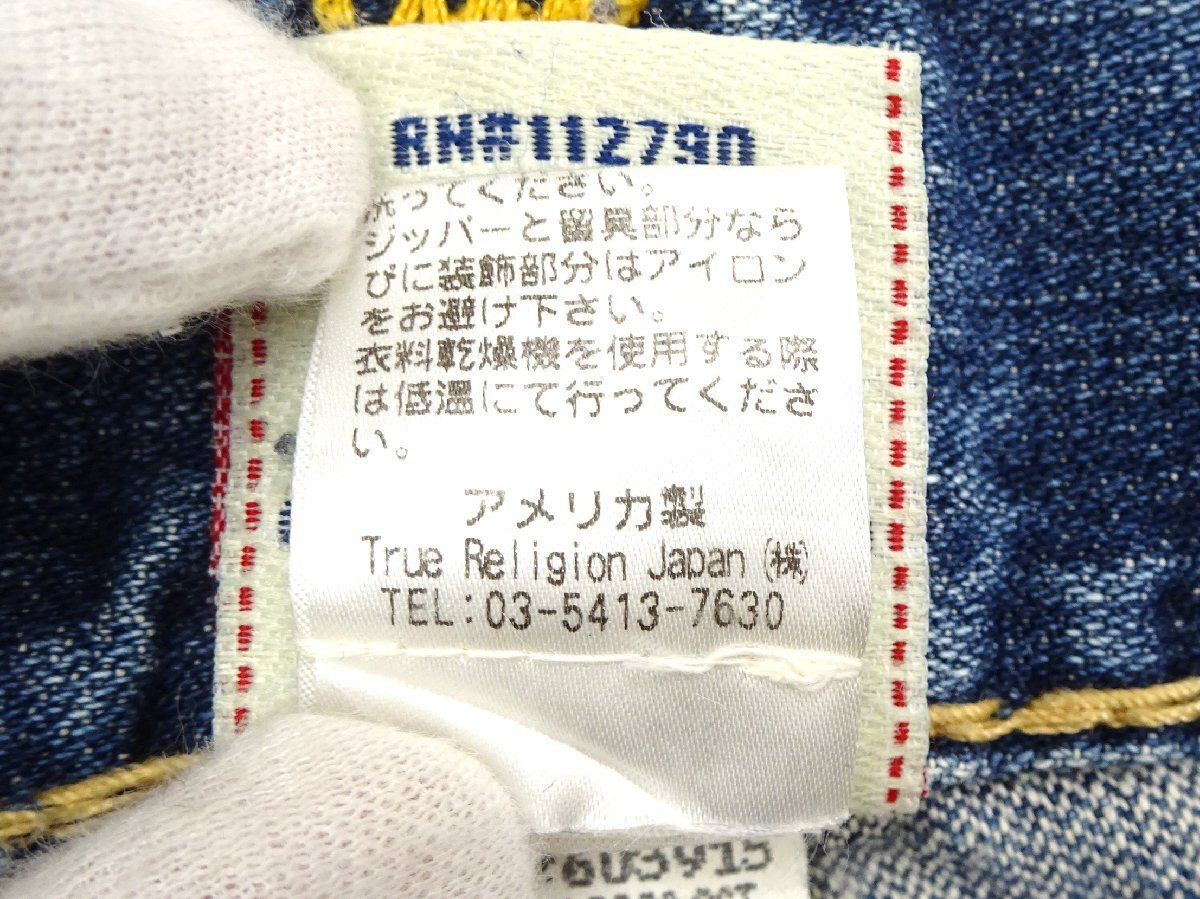 RN#112790
洗ってください。
ジッパーと留具部分なら
びに装飾部分はアイロン
をお避け下さい。
衣料乾燥機を使用する際
は低温にて行ってくださ
い。
アメリカ製
True Religion Japan (株)
TEL:03-5413-7630
603915